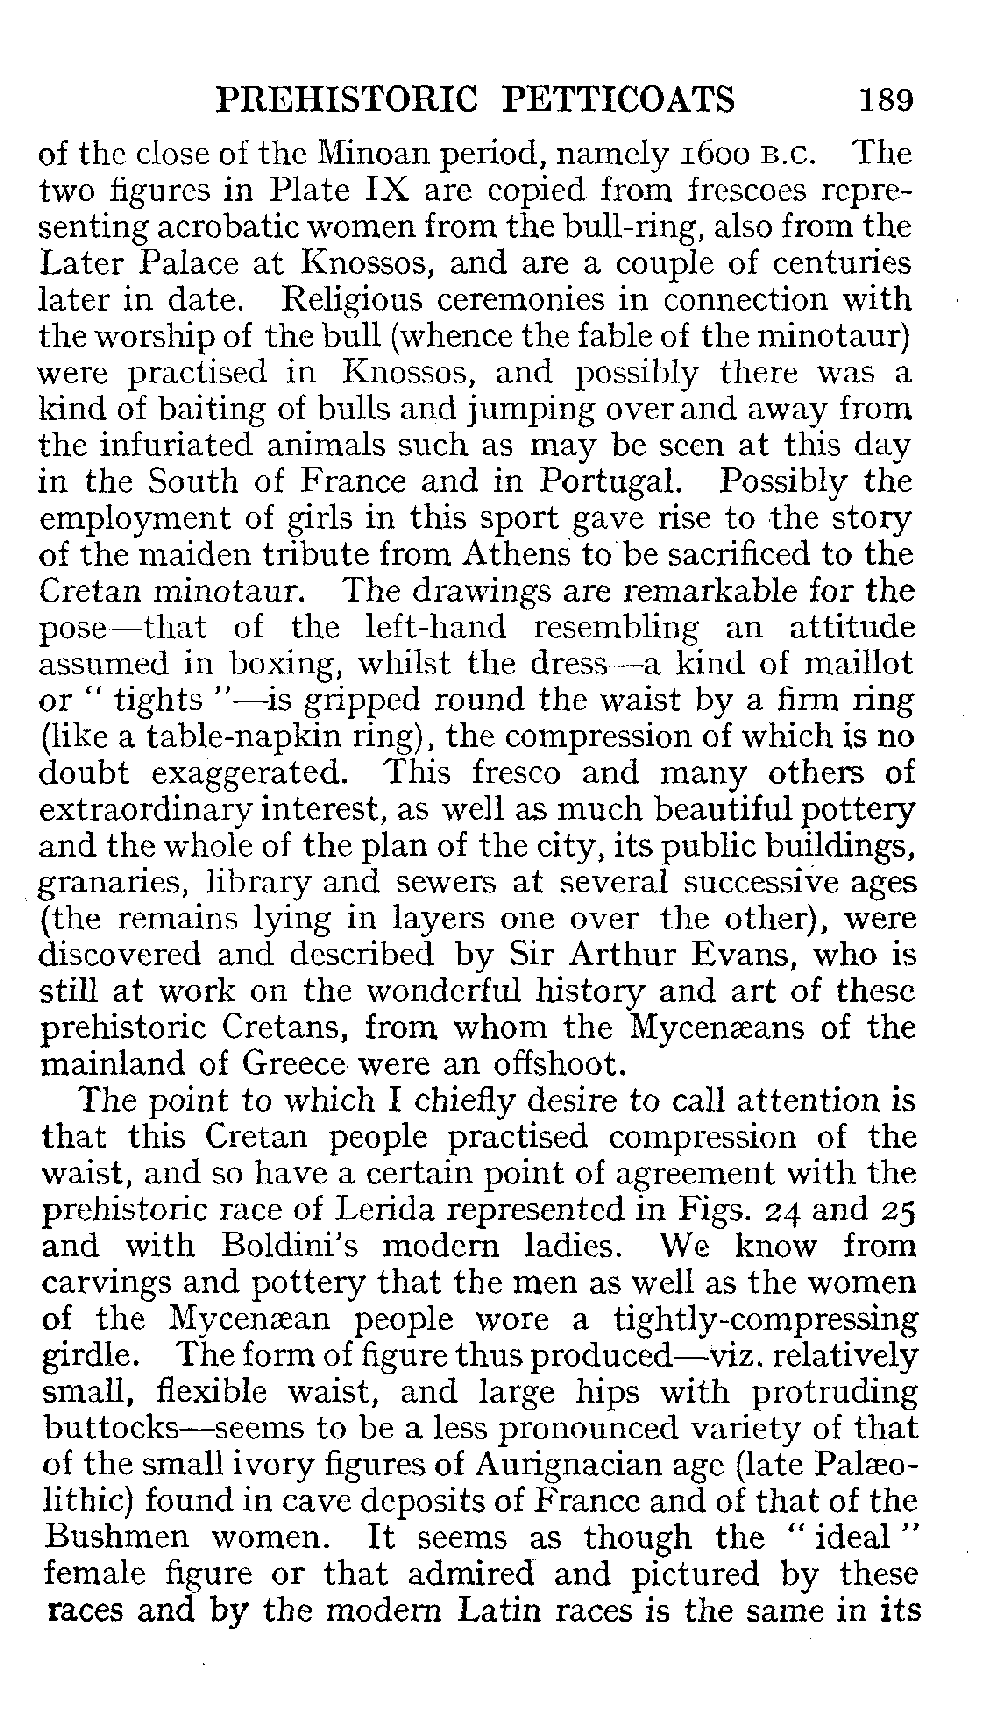 PREHISTORIC PETTICOATS 189
of the close of the Minoan period, namely 1600 B.C. The
two figures in Plate IX are copied from frescoes repre-
senting acrobatic women from the bull-ring, also from the
Later Palace at Knossos, and are a couple of centuries
later in date. Religious ceremonies in connection with
the worship of the bull (whence the fable of the minotaur)
were practised in Knossos, and possibly there was a
kind of baiting of bulls and jumping over and away from
the infuriated animals such as may be seen at this day
in the South of France and in Portugal. Possibly the
employment of girls in this sport gave rise to the story
of the maiden tribute from Athens to be sacrificed to the
Cretan minotaur. The drawings are remarkable for the
pose—that of the left-hand resembling an attitude
assumed in boxing, whilst the dress—a kind of maillot
or “ tights ”—is gripped round the waist by a firm ring
(like a table-napkin ring), the compression of which is no
doubt exaggerated. This fresco and many others of
extraordinary interest, as well as much beautiful pottery
and the whole of the plan of the city, its public buildings,
granaries, library and sewers at several successive ages
(the remains lying in layers one over the other), were
discovered and described by Sir Arthur Evans, who is
still at work on the wonderful history and art of these
prehistoric Cretans, from whom the Mycenæans of the
mainland of Greece were an offshoot.
The point to which I chiefly desire to call attention is
that this Cretan people practised compression of the
waist, and so have a certain point of agreement with the
prehistoric race of Lerida represented in Figs. 24 and 25
and with Boldini's modern ladies. We know from
carvings and pottery that the men as well as the women
of the Mycenæan people wore a tightly-compressing
girdle. The form of figure thus produced—viz. relatively
small, flexible waist, and large hips with protruding
buttocks—seems to be a less pronounced variety of that
of the small ivory figures of Aurignacian age (late Palæo-
lithic) found in cave deposits of France and of that of the
Bushmen women. It seems as though the “ ideal ”
female figure or that admired and pictured by these
races and by the modern Latin races is the same in its